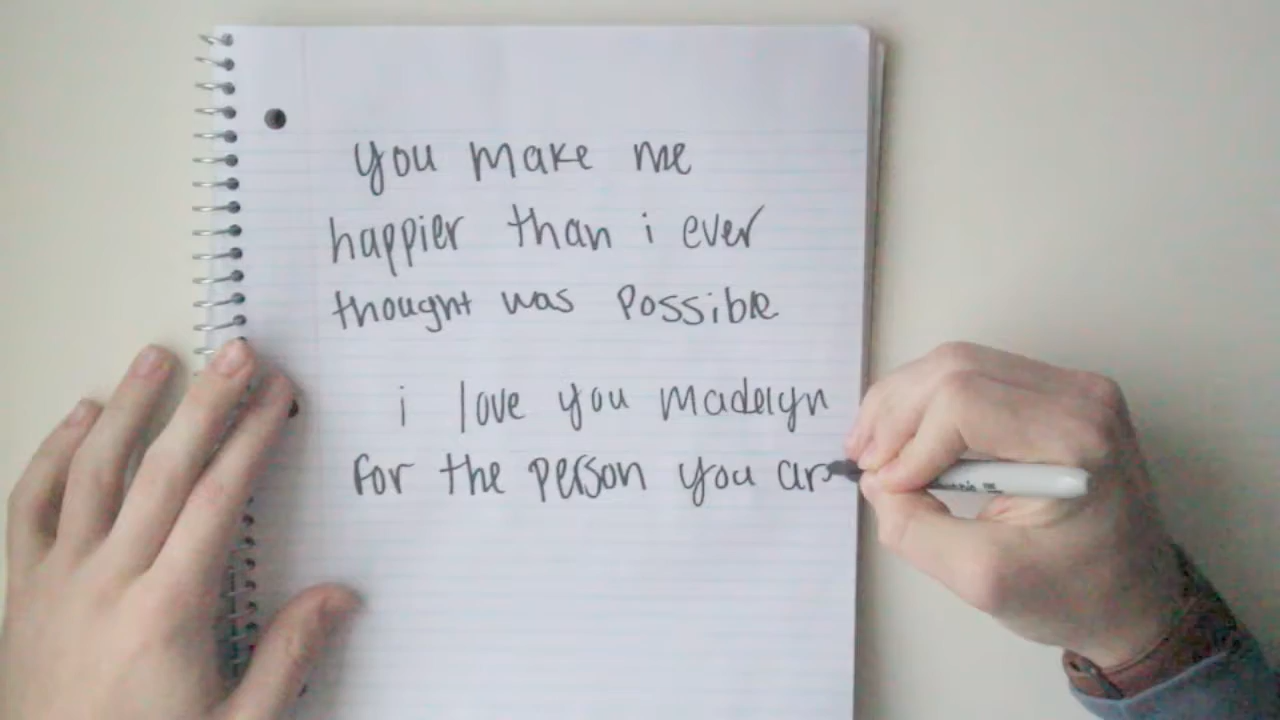 you make me
happier than i ever
thought was possible
i love you madelyn
for the person you ar